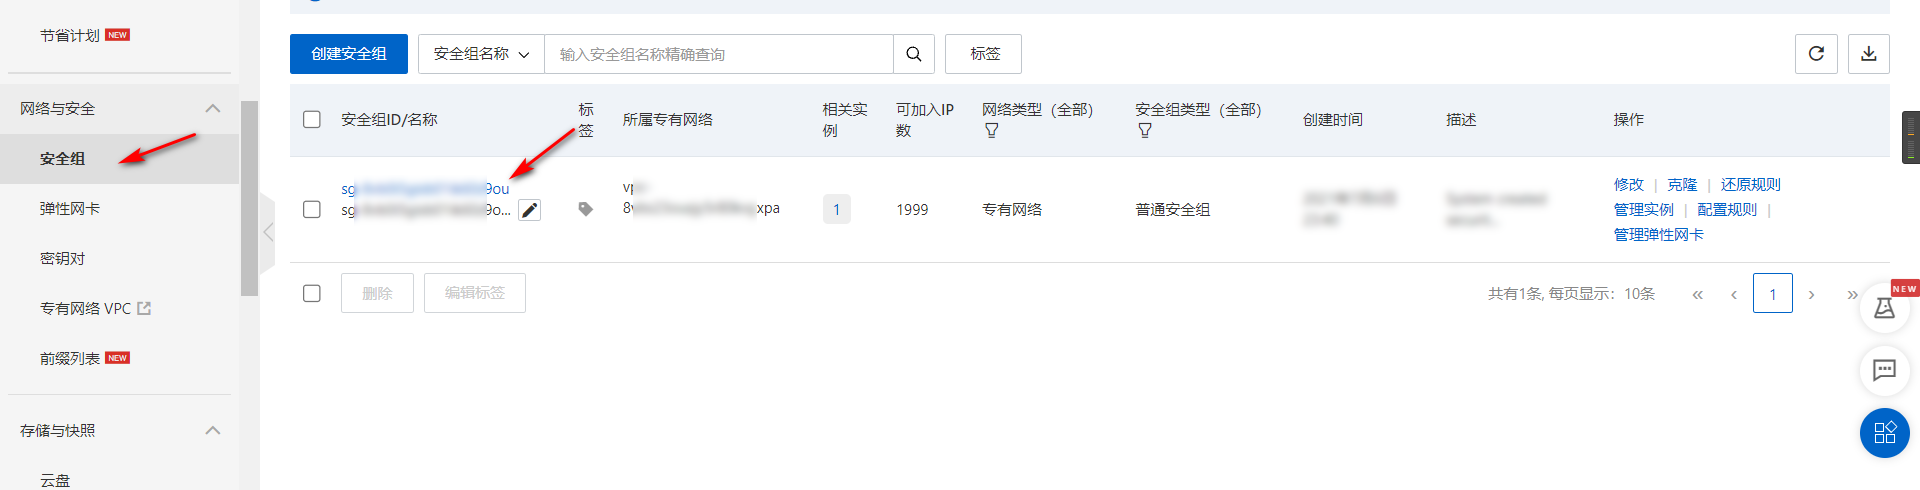 节省计划 NEW
网络与安全
安全组
弹性网卡
密钥对
专有网络 VPC
前缀列表 NEW
存储与快照
云盘
创建安全组
安全组名称
输入安全组名称精确查询
标签
安全组ID/名称
标签
所属专有网络
相关实例
可加入IP数
网络类型（全部）
安全组类型（全部）
创建时间
描述
操作
sg
9ou
sg
9o...
8
xpa
1
1999
专有网络
普通安全组
修改 | 克隆 | 还原规则
管理实例 | 配置规则 |
管理弹性网卡
删除
编辑标签
共有1条, 每页显示：10条
« ‹ 1 › »
NEW